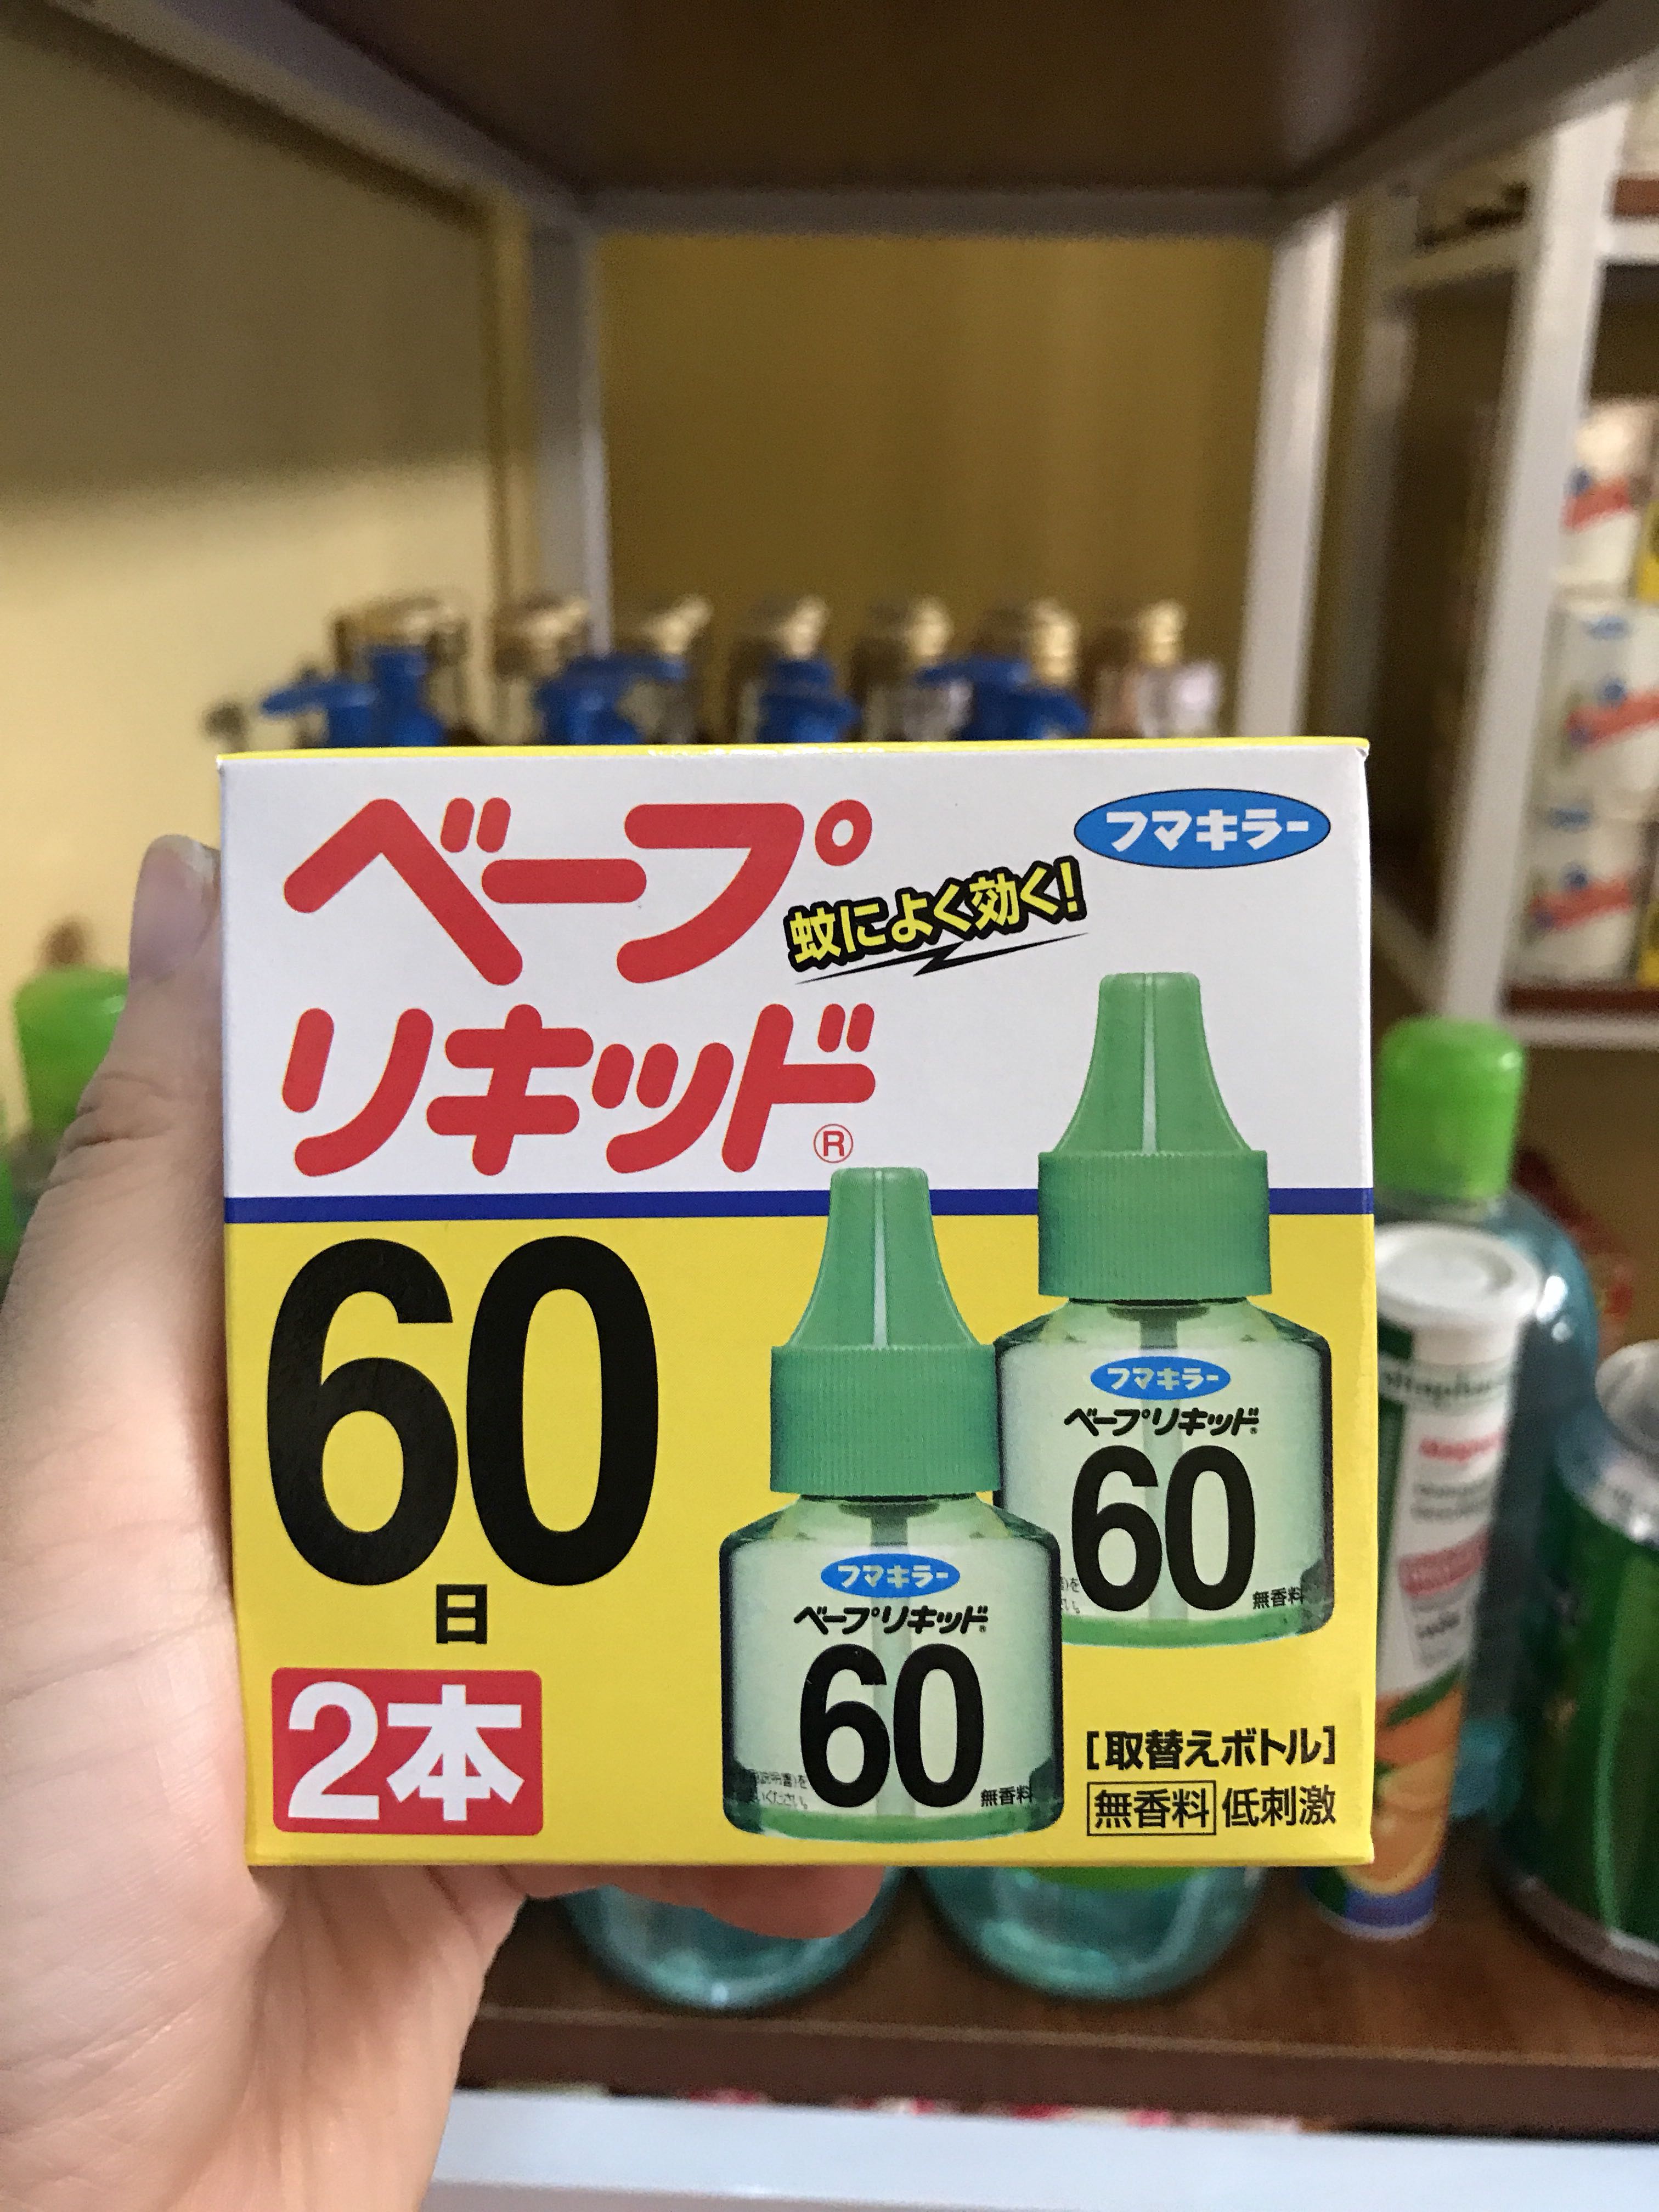 ベープ
リキッド®
蚊によく効く!
フマキラー
60
日
2本
フマキラー
ベープリキッド®
60
無香料
フマキラー
ベープリキッド®
60
無香料
[取替えボトル]
無香料 低刺激